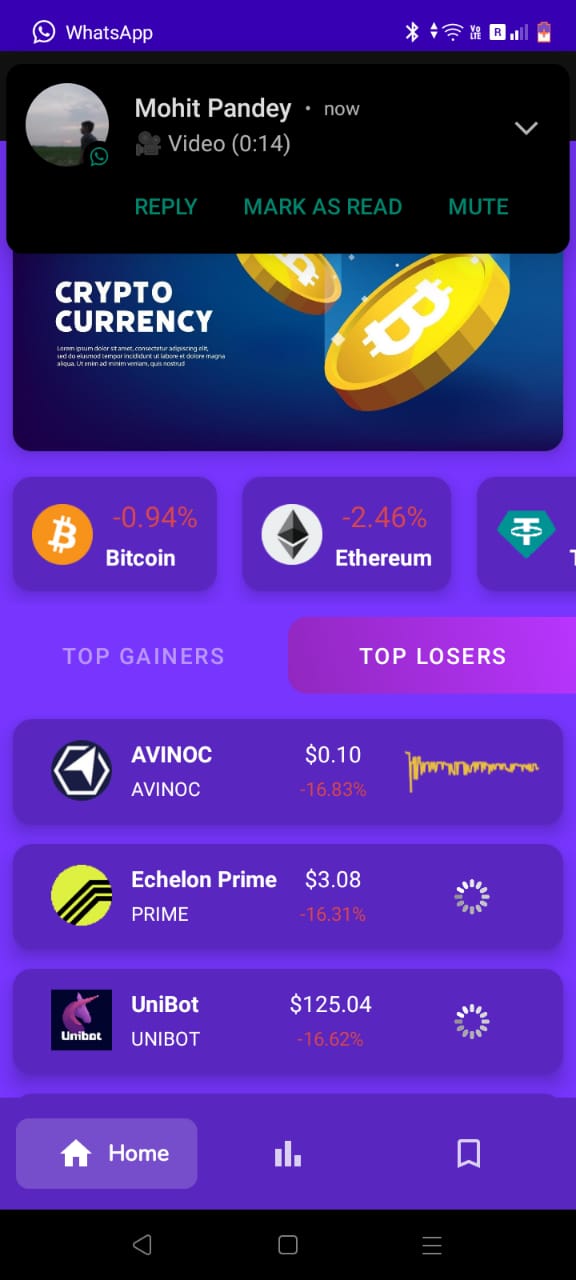 WhatsApp
Vo
LTE
R
Mohit Pandey • now
🎥 Video (0:14)
REPLY MARK AS READ MUTE
CRYPTO
CURRENCY
Lorem ipsum dolor sit amet, consectetur adipiscing elit,
sed do eiusmod tempor incididunt ut labore et dolore magna
aliqua. Ut enim ad minim veniam, quis nostrud
-0.94%
Bitcoin
-2.46%
Ethereum
T
TOP GAINERS TOP LOSERS
AVINOC $0.10
AVINOC -16.83%
Echelon Prime $3.08
PRIME -16.31%
UniBot $125.04
Unibot
UNIBOT -16.62%
Home